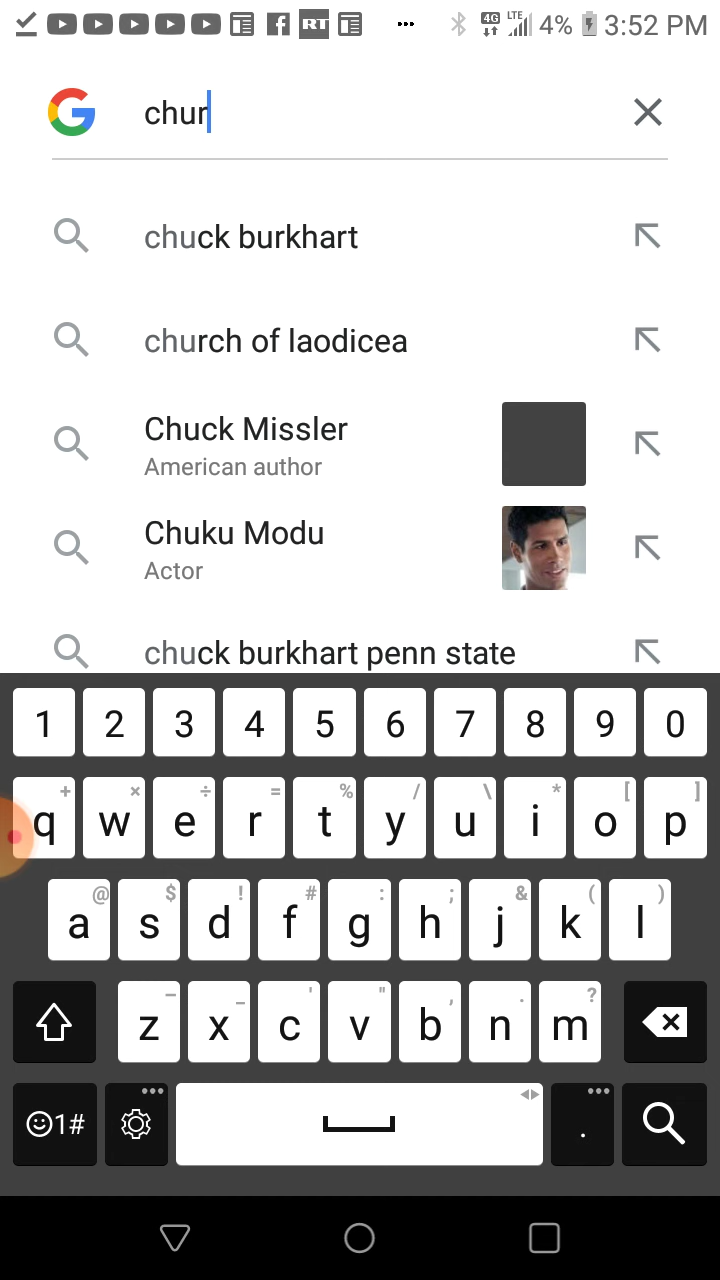 RT 4G LTE 4% 3:52 PM
chur
chuck burkhart
church of laodicea
Chuck Missler
American author
Chuku Modu
Actor
chuck burkhart penn state
1 2 3 4 5 6 7 8 9 0
+ × ÷ = % / \ * [ ]
q w e r t y u i o p
@ $ ! # : ; & ( )
a s d f g h j k l
– _ ' " , . ?
z x c v b n m
1# .